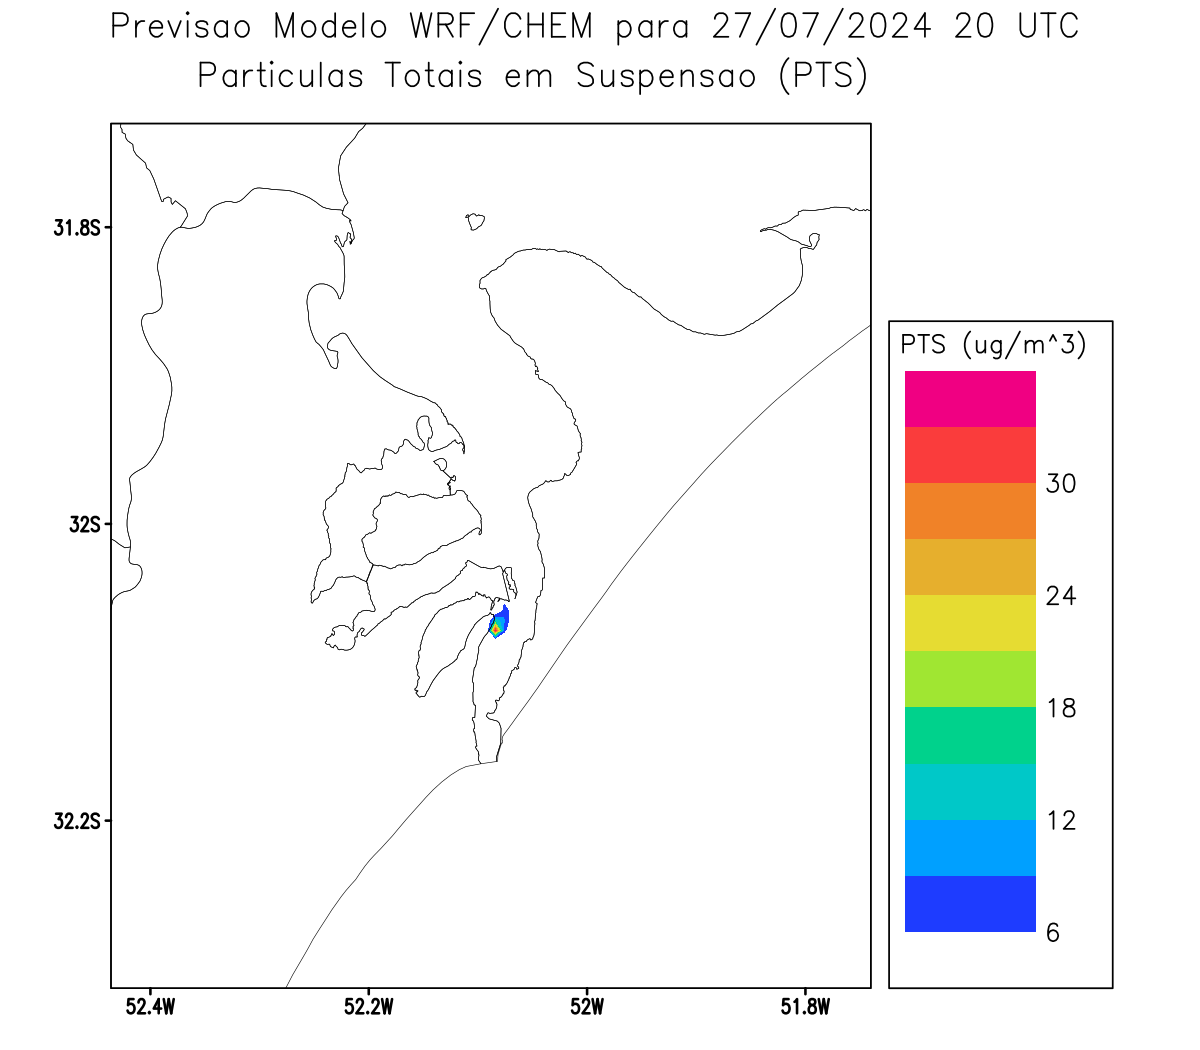 Previsao Modelo WRF/CHEM para 27/07/2024 20 UTC
Particulas Totais em Suspensao (PTS)
31.8S
32S
32.2S
52.4W
52.2W
52W
51.8W
PTS (ug/m^3)
30
24
18
12
6